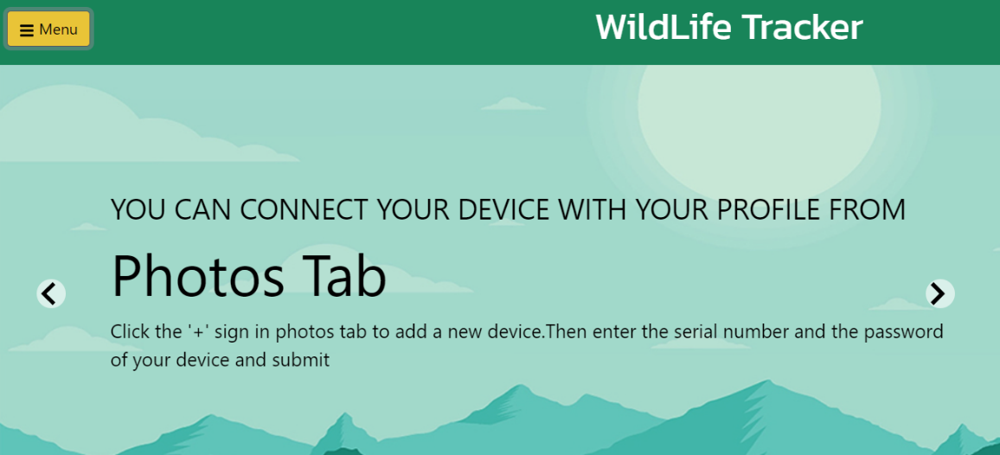 Menu
WildLife Tracker
YOU CAN CONNECT YOUR DEVICE WITH YOUR PROFILE FROM
Photos Tab
Click the '+' sign in photos tab to add a new device.Then enter the serial number and the password
of your device and submit